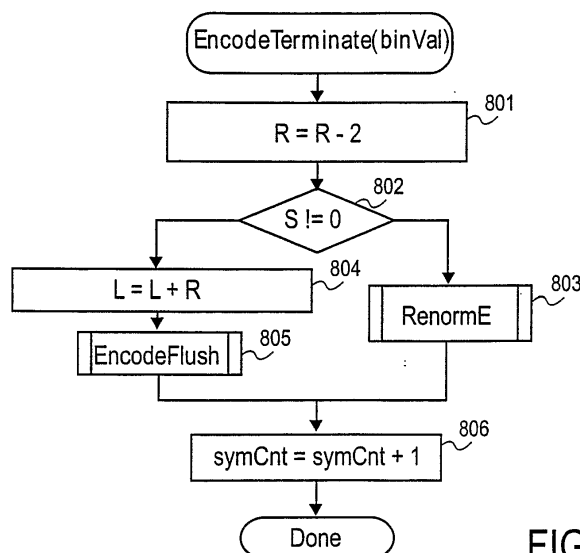 EncodeTerminate(binVal)
801
R = R - 2
802
S != 0
804
L = L + R
803
RenormE
805
EncodeFlush
806
symCnt = symCnt + 1
Done
FIG